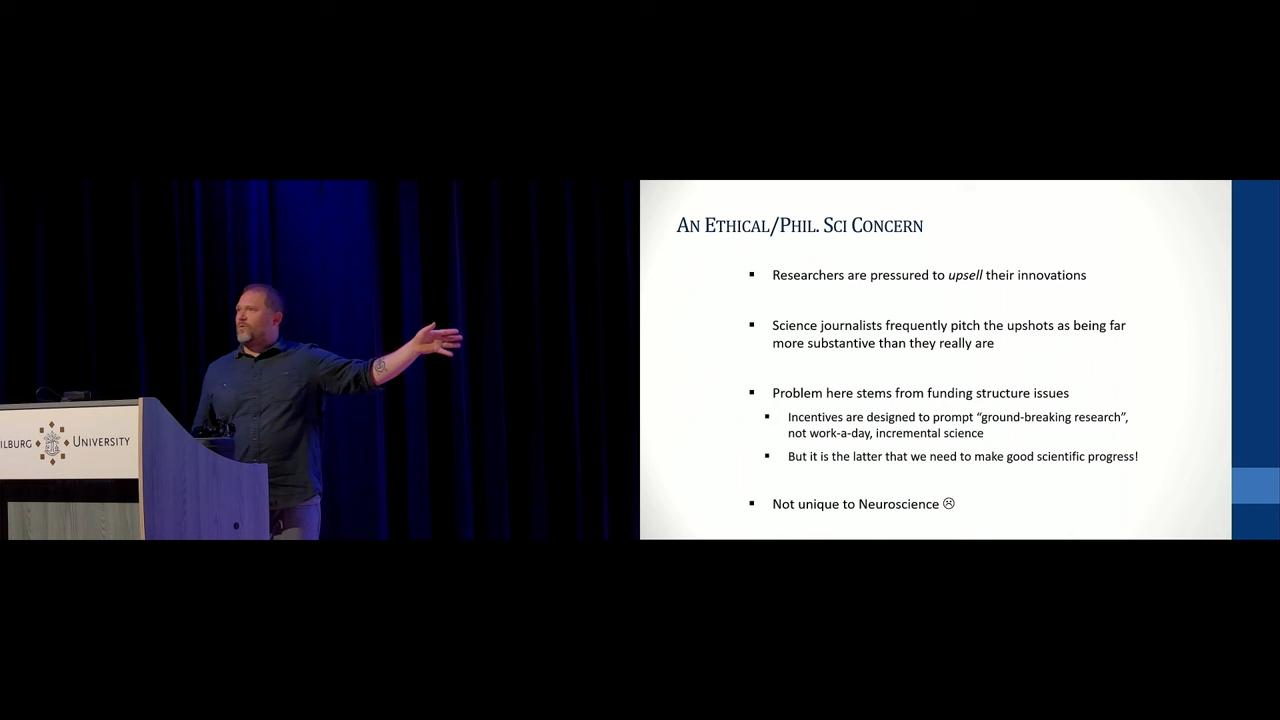 ILBURG UNIVERSITY
AN ETHICAL/PHIL. SCI CONCERN
▪ Researchers are pressured to upsell their innovations
▪ Science journalists frequently pitch the upshots as being far
more substantive than they really are
▪ Problem here stems from funding structure issues
▪ Incentives are designed to prompt “ground-breaking research”,
not work-a-day, incremental science
▪ But it is the latter that we need to make good scientific progress!
▪ Not unique to Neuroscience ☹